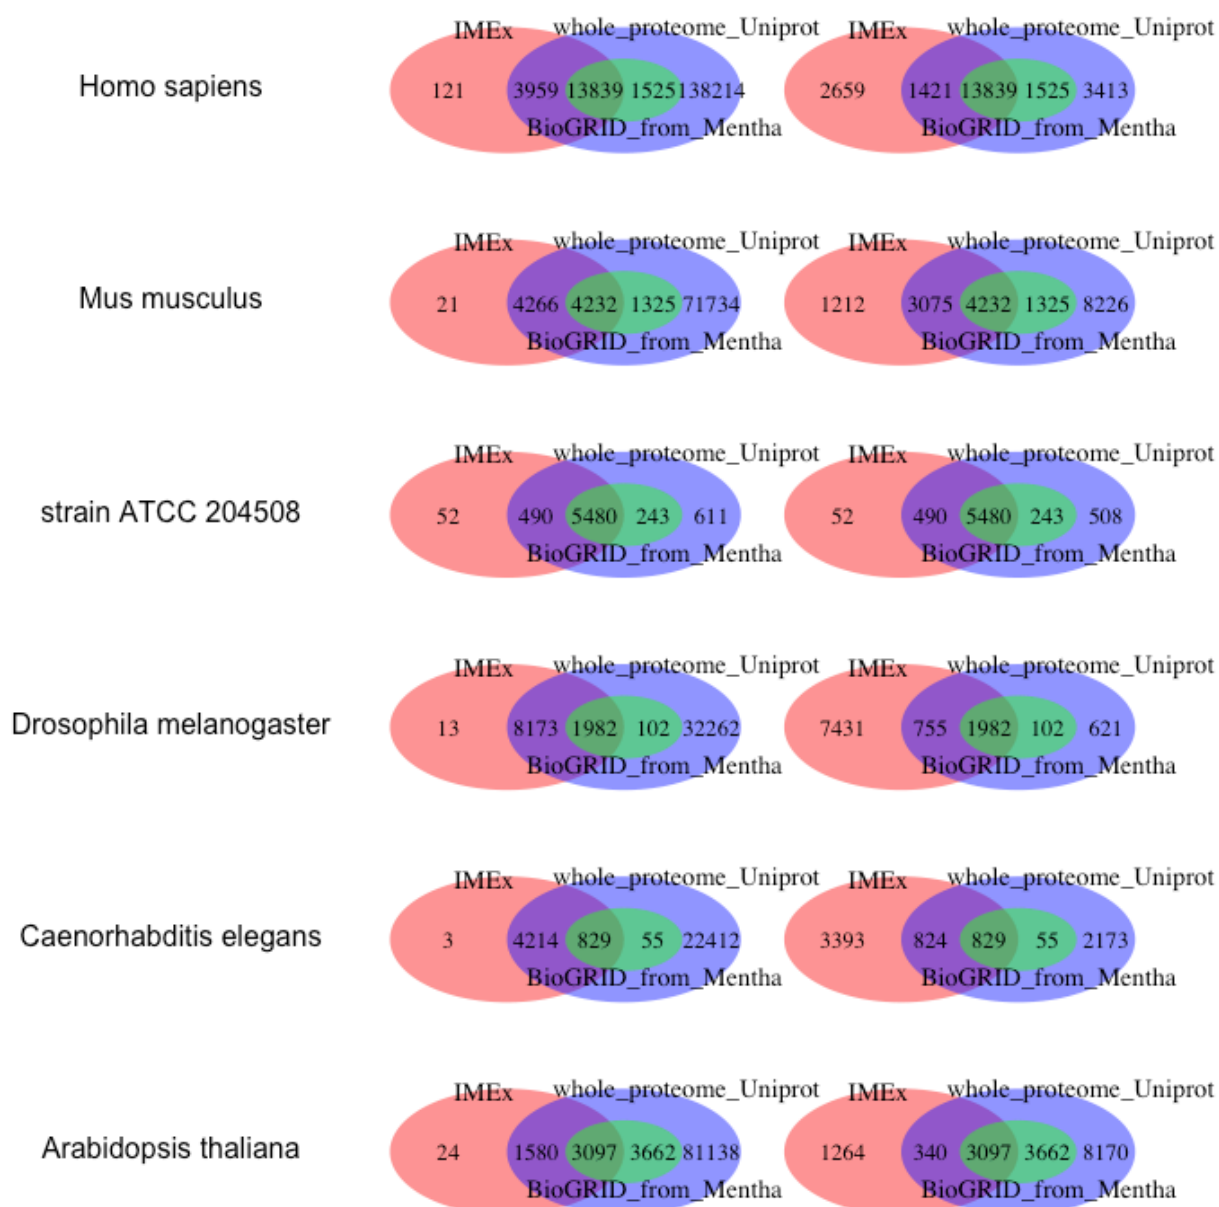 IMEx whole_proteome_Uniprot IMEx whole_proteome_Uniprot
Homo sapiens 121 3959 13839 1525 138214 2659 1421 13839 1525 3413
BioGRID_from_Mentha BioGRID_from_Mentha
IMEx whole_proteome_Uniprot IMEx whole_proteome_Uniprot
Mus musculus 21 4266 4232 1325 71734 1212 3075 4232 1325 8226
BioGRID_from_Mentha BioGRID_from_Mentha
IMEx whole_proteome_Uniprot IMEx whole_proteome_Uniprot
strain ATCC 204508 52 490 5480 243 611 52 490 5480 243 508
BioGRID_from_Mentha BioGRID_from_Mentha
IMEx whole_proteome_Uniprot IMEx whole_proteome_Uniprot
Drosophila melanogaster 13 8173 1982 102 32262 7431 755 1982 102 621
BioGRID_from_Mentha BioGRID_from_Mentha
IMEx whole_proteome_Uniprot IMEx whole_proteome_Uniprot
Caenorhabditis elegans 3 4214 829 55 22412 3393 824 829 55 2173
BioGRID_from_Mentha BioGRID_from_Mentha
IMEx whole_proteome_Uniprot IMEx whole_proteome_Uniprot
Arabidopsis thaliana 24 1580 3097 3662 81138 1264 340 3097 3662 8170
BioGRID_from_Mentha BioGRID_from_Mentha